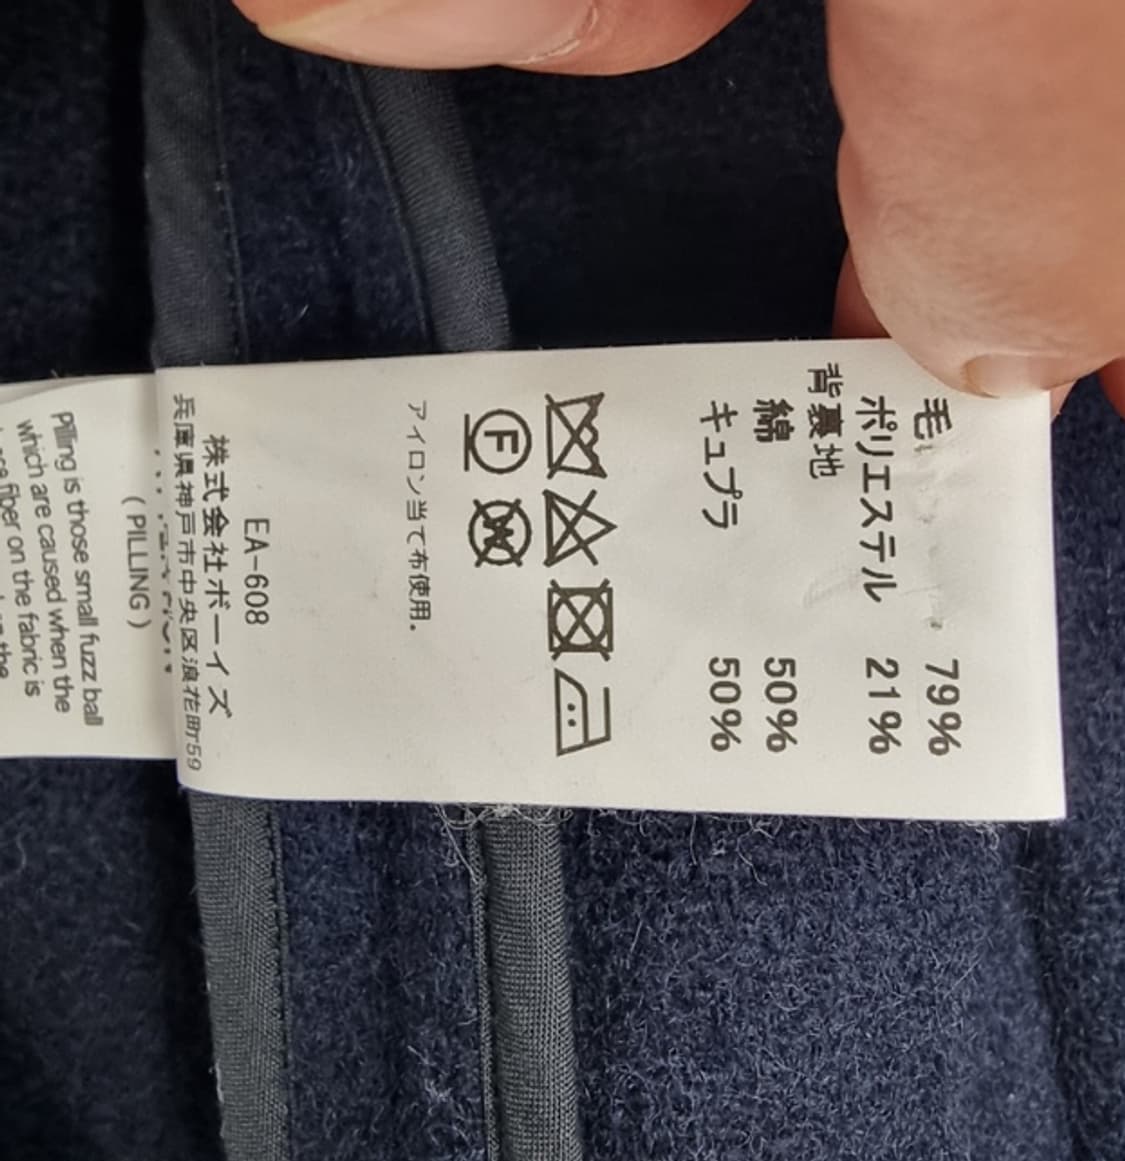 毛 79%
ポリエステル 21%
背裏地
綿 50%
キュプラ 50%
F W
アイロン当て布使用。
EA-608
株式会社ボーイズ
兵庫県神戸市中央区浪花町59
(PILLING)
Pilling is those small fuzz ball
which are caused when the
fiber on the fabric is